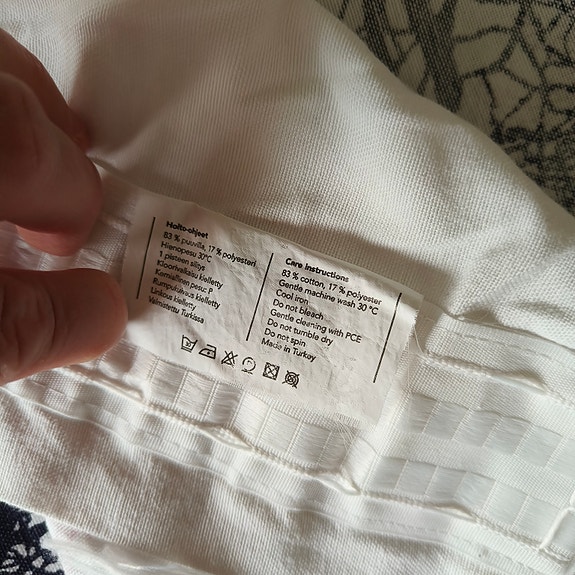 Hoito-ohjeet
83 % puuvilla, 17 % polyesteri
Hienopesu 30°C
1 pisteen silitys
Kloorivalkaisu kielletty
Kemiallinen pesu: P
Rumpukuivaus kielletty
Linkous kielletty
Valmistettu Turkissa
Care instructions
83 % cotton, 17 % polyester
Gentle machine wash 30 °C
Cool iron
Do not bleach
Gentle cleaning with PCE
Do not tumble dry
Do not spin
Made in Turkey